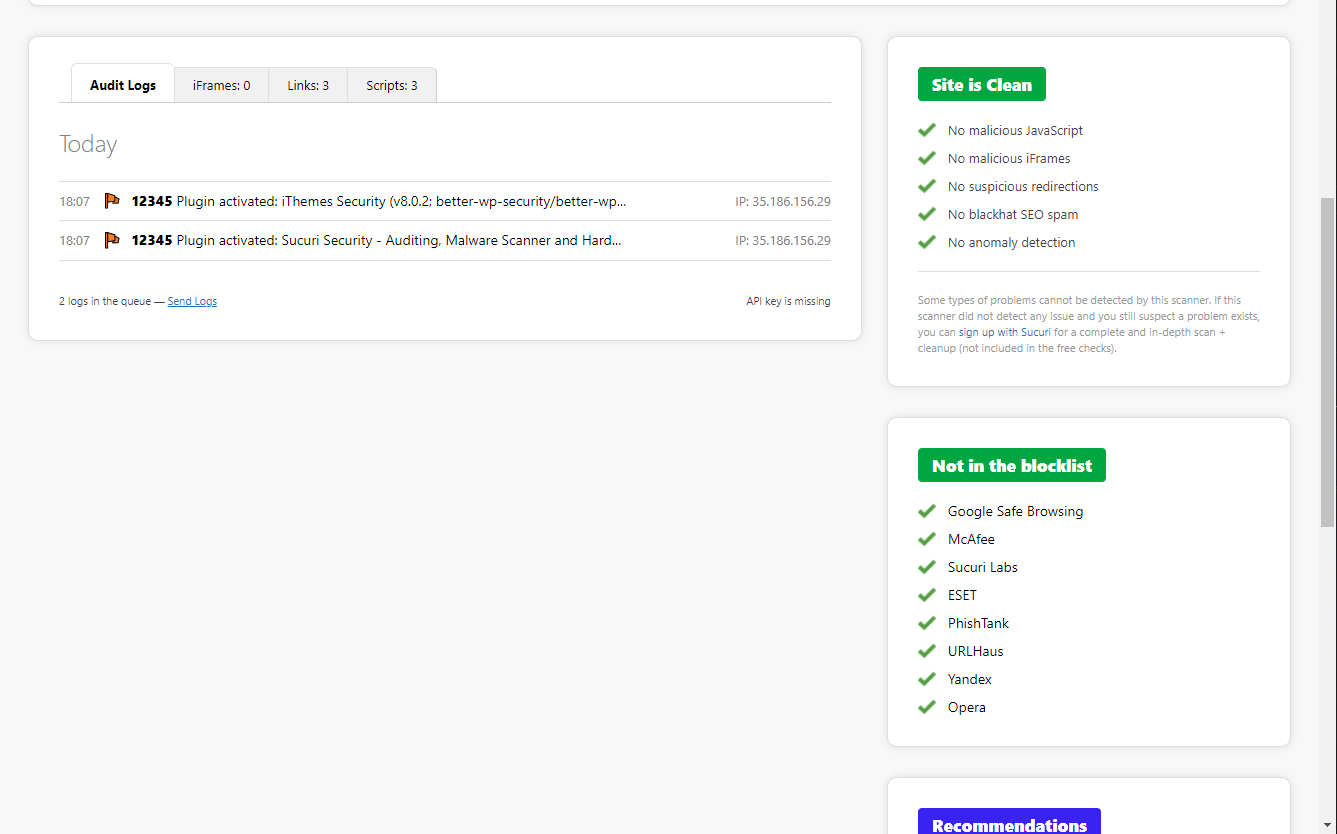 Audit Logs
iFrames: 0
Links: 3
Scripts: 3
Today
18:07 12345 Plugin activated: iThemes Security (v8.0.2; better-wp-security/better-wp... IP: 35.186.156.29
18:07 12345 Plugin activated: Sucuri Security - Auditing, Malware Scanner and Hard... IP: 35.186.156.29
2 logs in the queue — Send Logs API key is missing
Site is Clean
No malicious JavaScript
No malicious iFrames
No suspicious redirections
No blackhat SEO spam
No anomaly detection
Some types of problems cannot be detected by this scanner. If this
scanner did not detect any issue and you still suspect a problem exists,
you can sign up with Sucuri for a complete and in-depth scan +
cleanup (not included in the free checks).
Not in the blocklist
Google Safe Browsing
McAfee
Sucuri Labs
ESET
PhishTank
URLHaus
Yandex
Opera
Recommendations